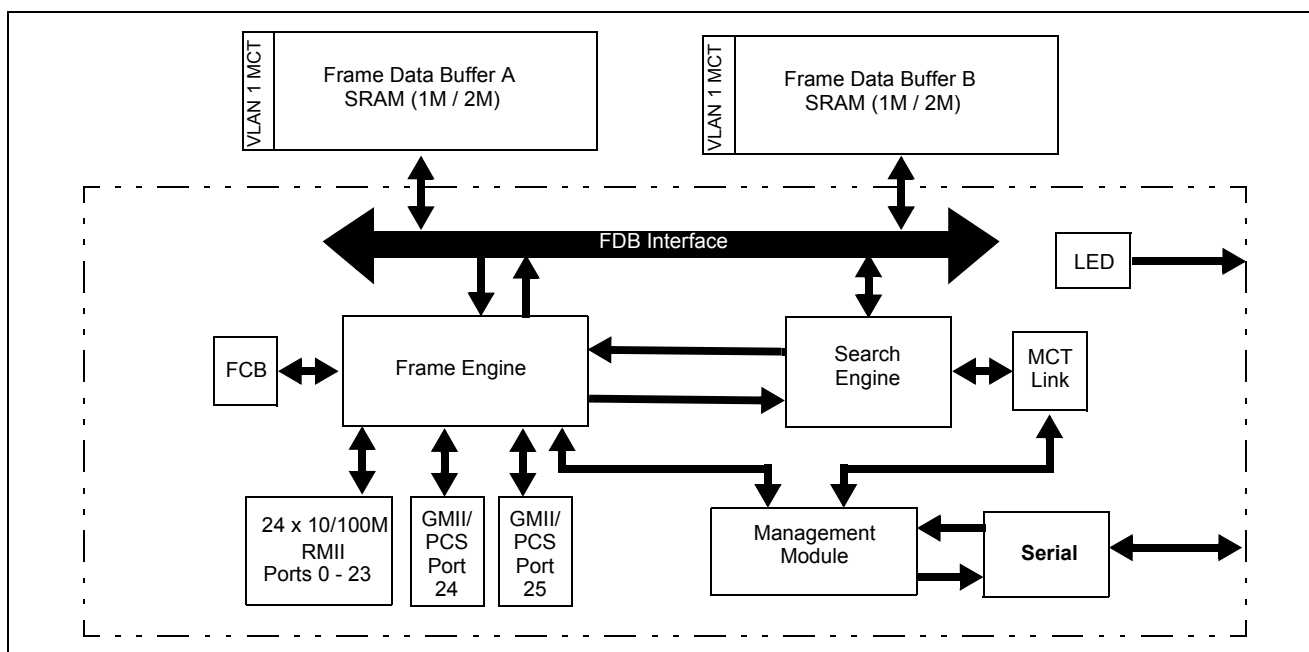 VLAN 1 MCT
Frame Data Buffer A
SRAM (1M / 2M)
VLAN 1 MCT
Frame Data Buffer B
SRAM (1M / 2M)
FDB Interface
LED
FCB
Frame Engine
Search
Engine
MCT
Link
24 x 10/100M
RMII
Ports 0 - 23
GMII/
PCS
Port
24
GMII/
PCS
Port
25
Management
Module
Serial